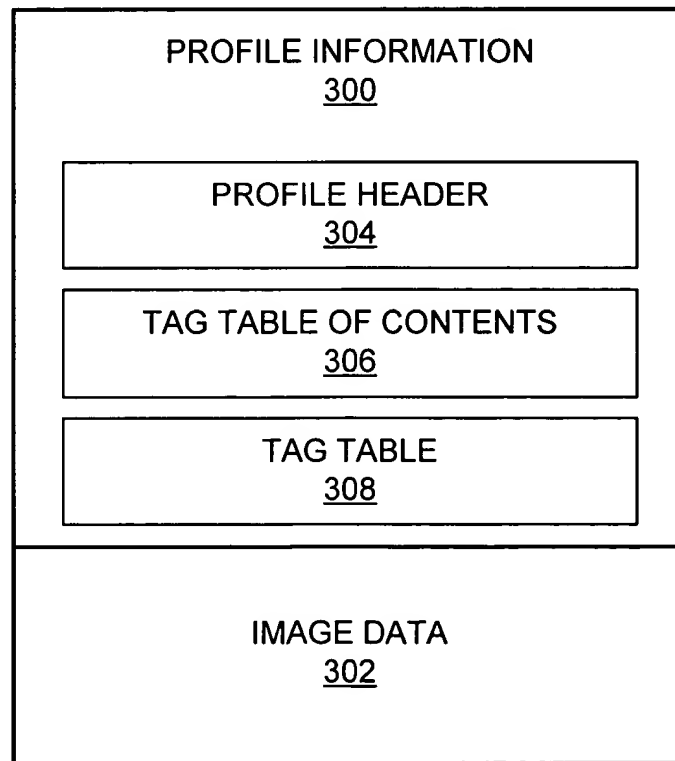 PROFILE INFORMATION
300
PROFILE HEADER
304
TAG TABLE OF CONTENTS
306
TAG TABLE
308
IMAGE DATA
302